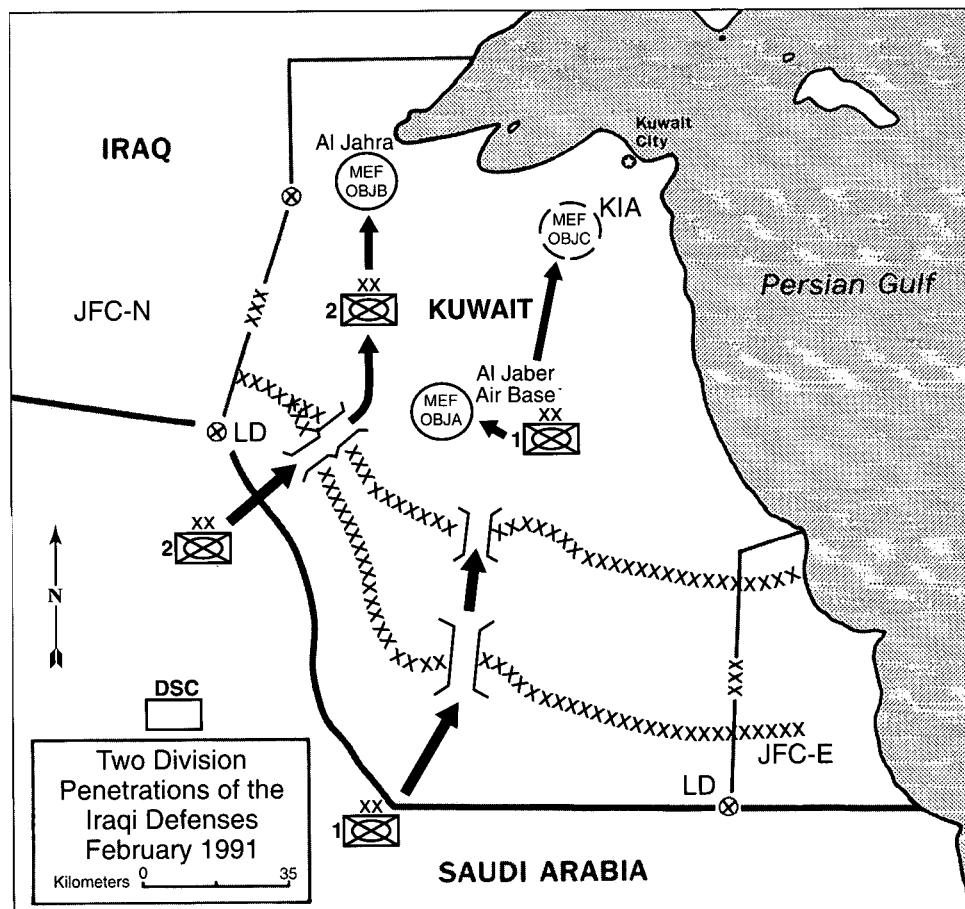 IRAQ
Kuwait
City
Al Jahra
MEF
OBJB
MEF
OBJC
KIA
Persian Gulf
JFC-N
XXX
XX
2
KUWAIT
Al Jaber
Air Base
MEF
OBJA
XX
1
XXXXXXX
XX
LD
XX
2
N
XXX
DSC
JFC-E
LD
XX
1
SAUDI ARABIA
Two Division
Penetrations of the
Iraqi Defenses
February 1991
Kilometers 0 35